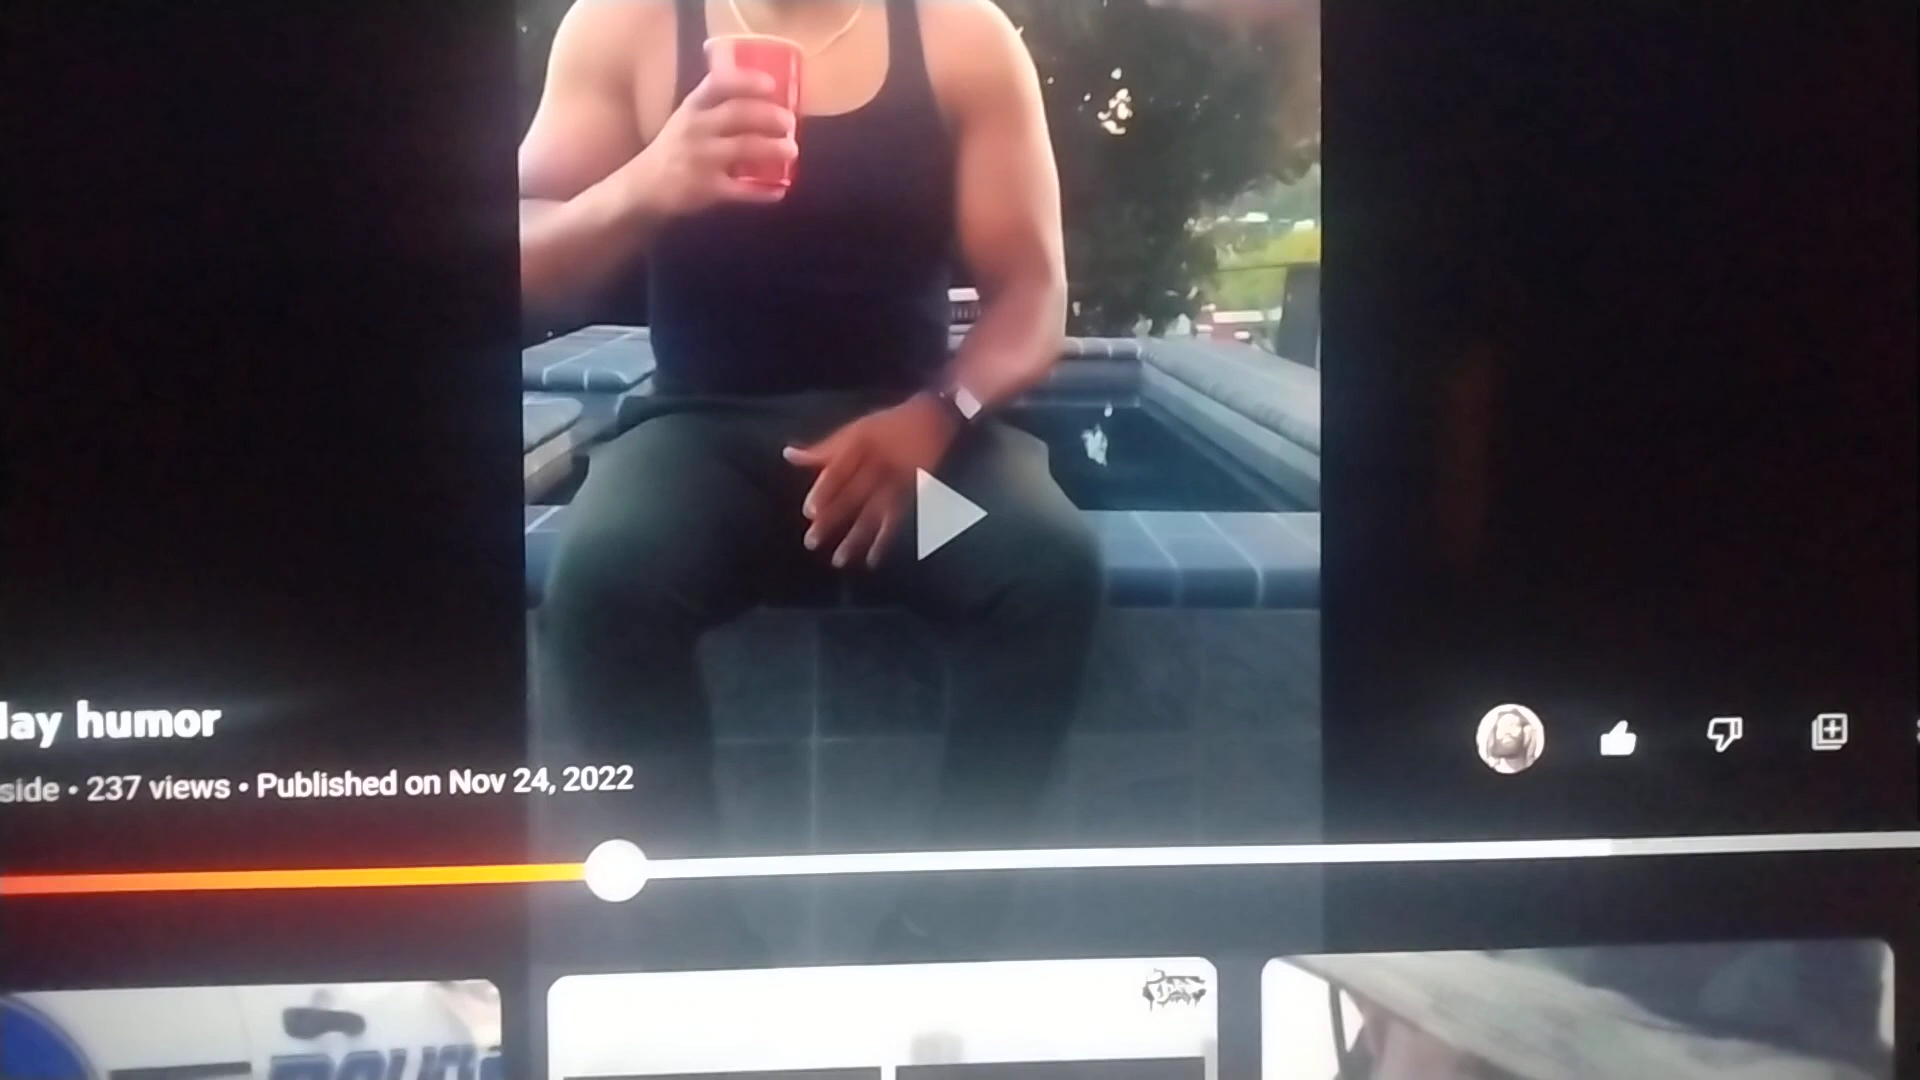 lay humor
side • 237 views • Published on Nov 24, 2022